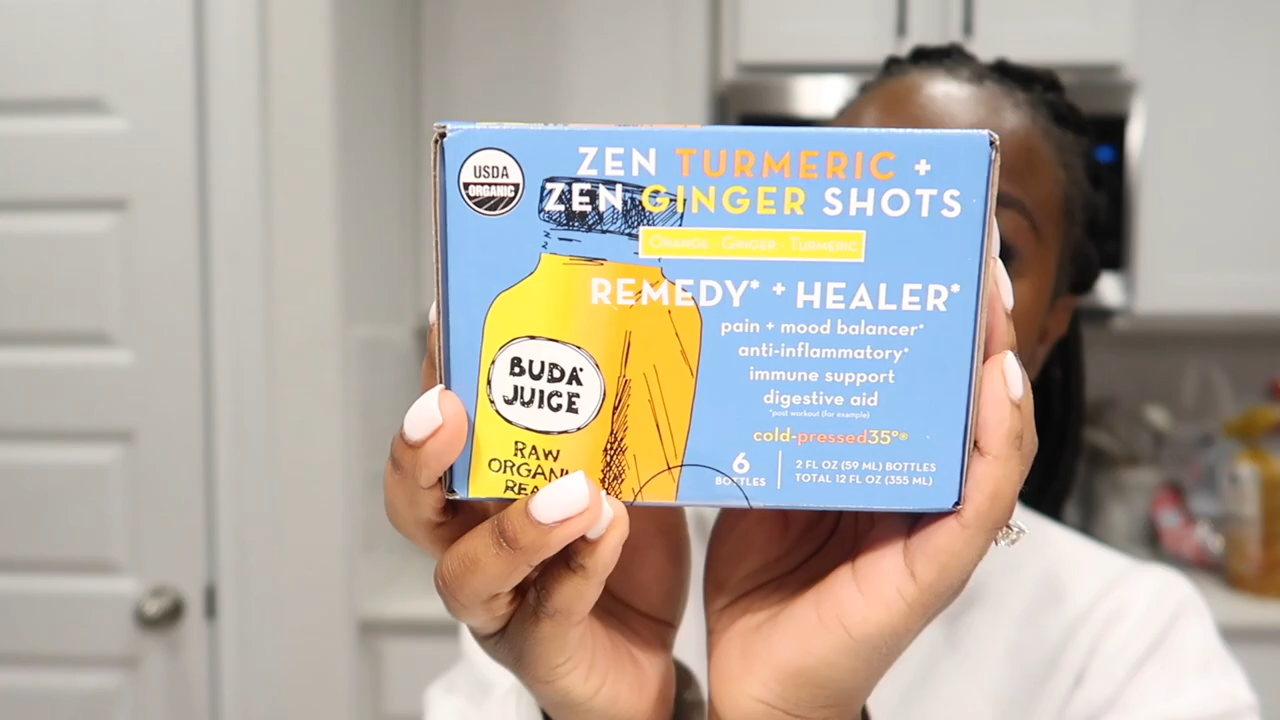 USDA
ORGANIC
ZEN TURMERIC +
ZEN GINGER SHOTS
ORANGE · GINGER · TURMERIC
REMEDY* + HEALER*
pain + mood balancer*
anti-inflammatory*
immune support
digestive aid
*post workout (for example)
cold-pressed35°®
6
BOTTLES
2 FL OZ (59 ML) BOTTLES
TOTAL 12 FL OZ (355 ML)
BUDA
JUICE
RAW